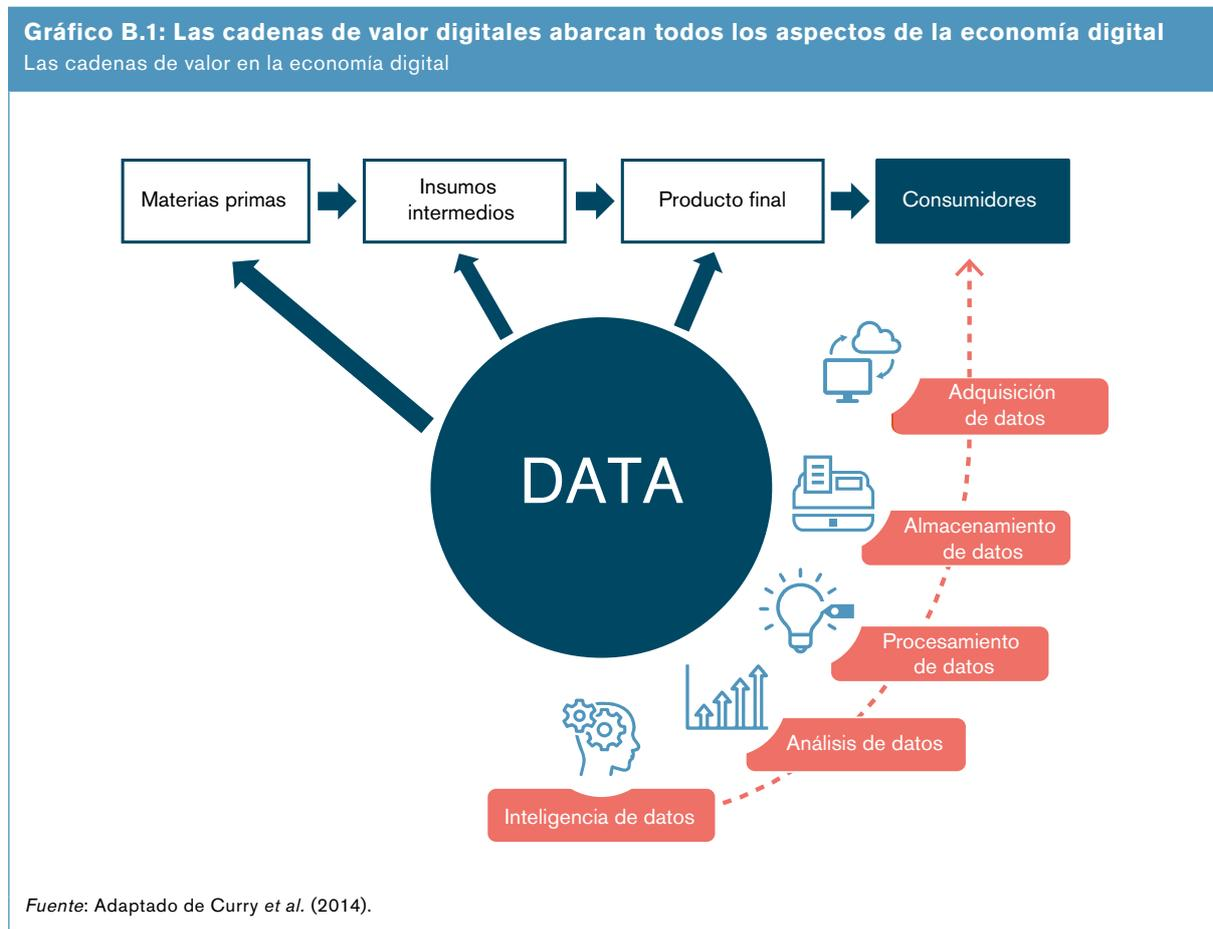 Gráfico B.1: Las cadenas de valor digitales abarcan todos los aspectos de la economía digital
Las cadenas de valor en la economía digital
Materias primas
Insumos
intermedios
Producto final
Consumidores
DATA
Adquisición
de datos
Almacenamiento
de datos
Procesamiento
de datos
Análisis de datos
Inteligencia de datos
Fuente: Adaptado de Curry et al. (2014).